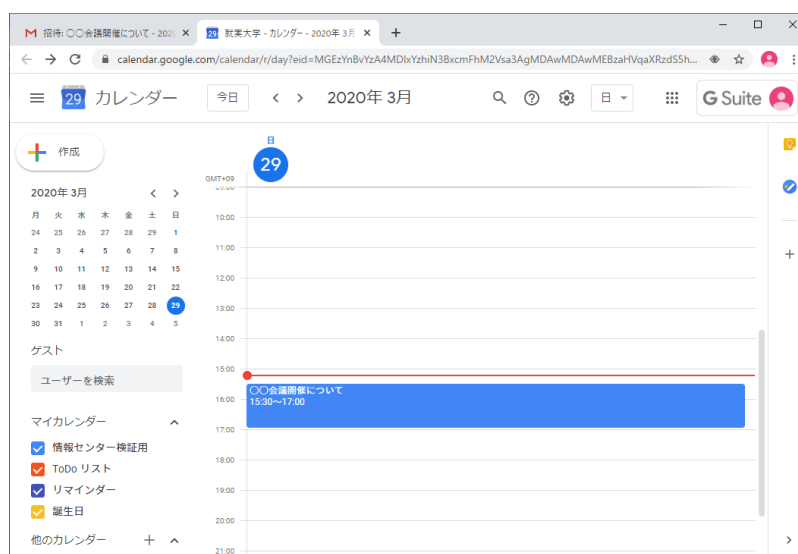 招待: 〇〇会議開催について - 202
就実大学 - カレンダー - 2020年 3月
calendar.google.com/calendar/r/day?eid=MGEzYnBvYzA4MDIxYzhiN3BxcmFhM2Vsa3AgMDAwMDAwMEBzaHVqaXRzdS5h...
29 カレンダー 今日 2020年 3月 日 G Suite
作成
日
29
GMT+09
2020年 3月
月 火 水 木 金 土 日
24 25 26 27 28 29 1
2 3 4 5 6 7 8
9 10 11 12 13 14 15
16 17 18 19 20 21 22
23 24 25 26 27 28 29
30 31 1 2 3 4 5
ゲスト
ユーザーを検索
マイカレンダー
情報センター検証用
ToDo リスト
リマインダー
誕生日
他のカレンダー
10:00
11:00
12:00
13:00
14:00
15:00
〇〇会議開催について
15:30～17:00
16:00
17:00
18:00
19:00
20:00
21:00